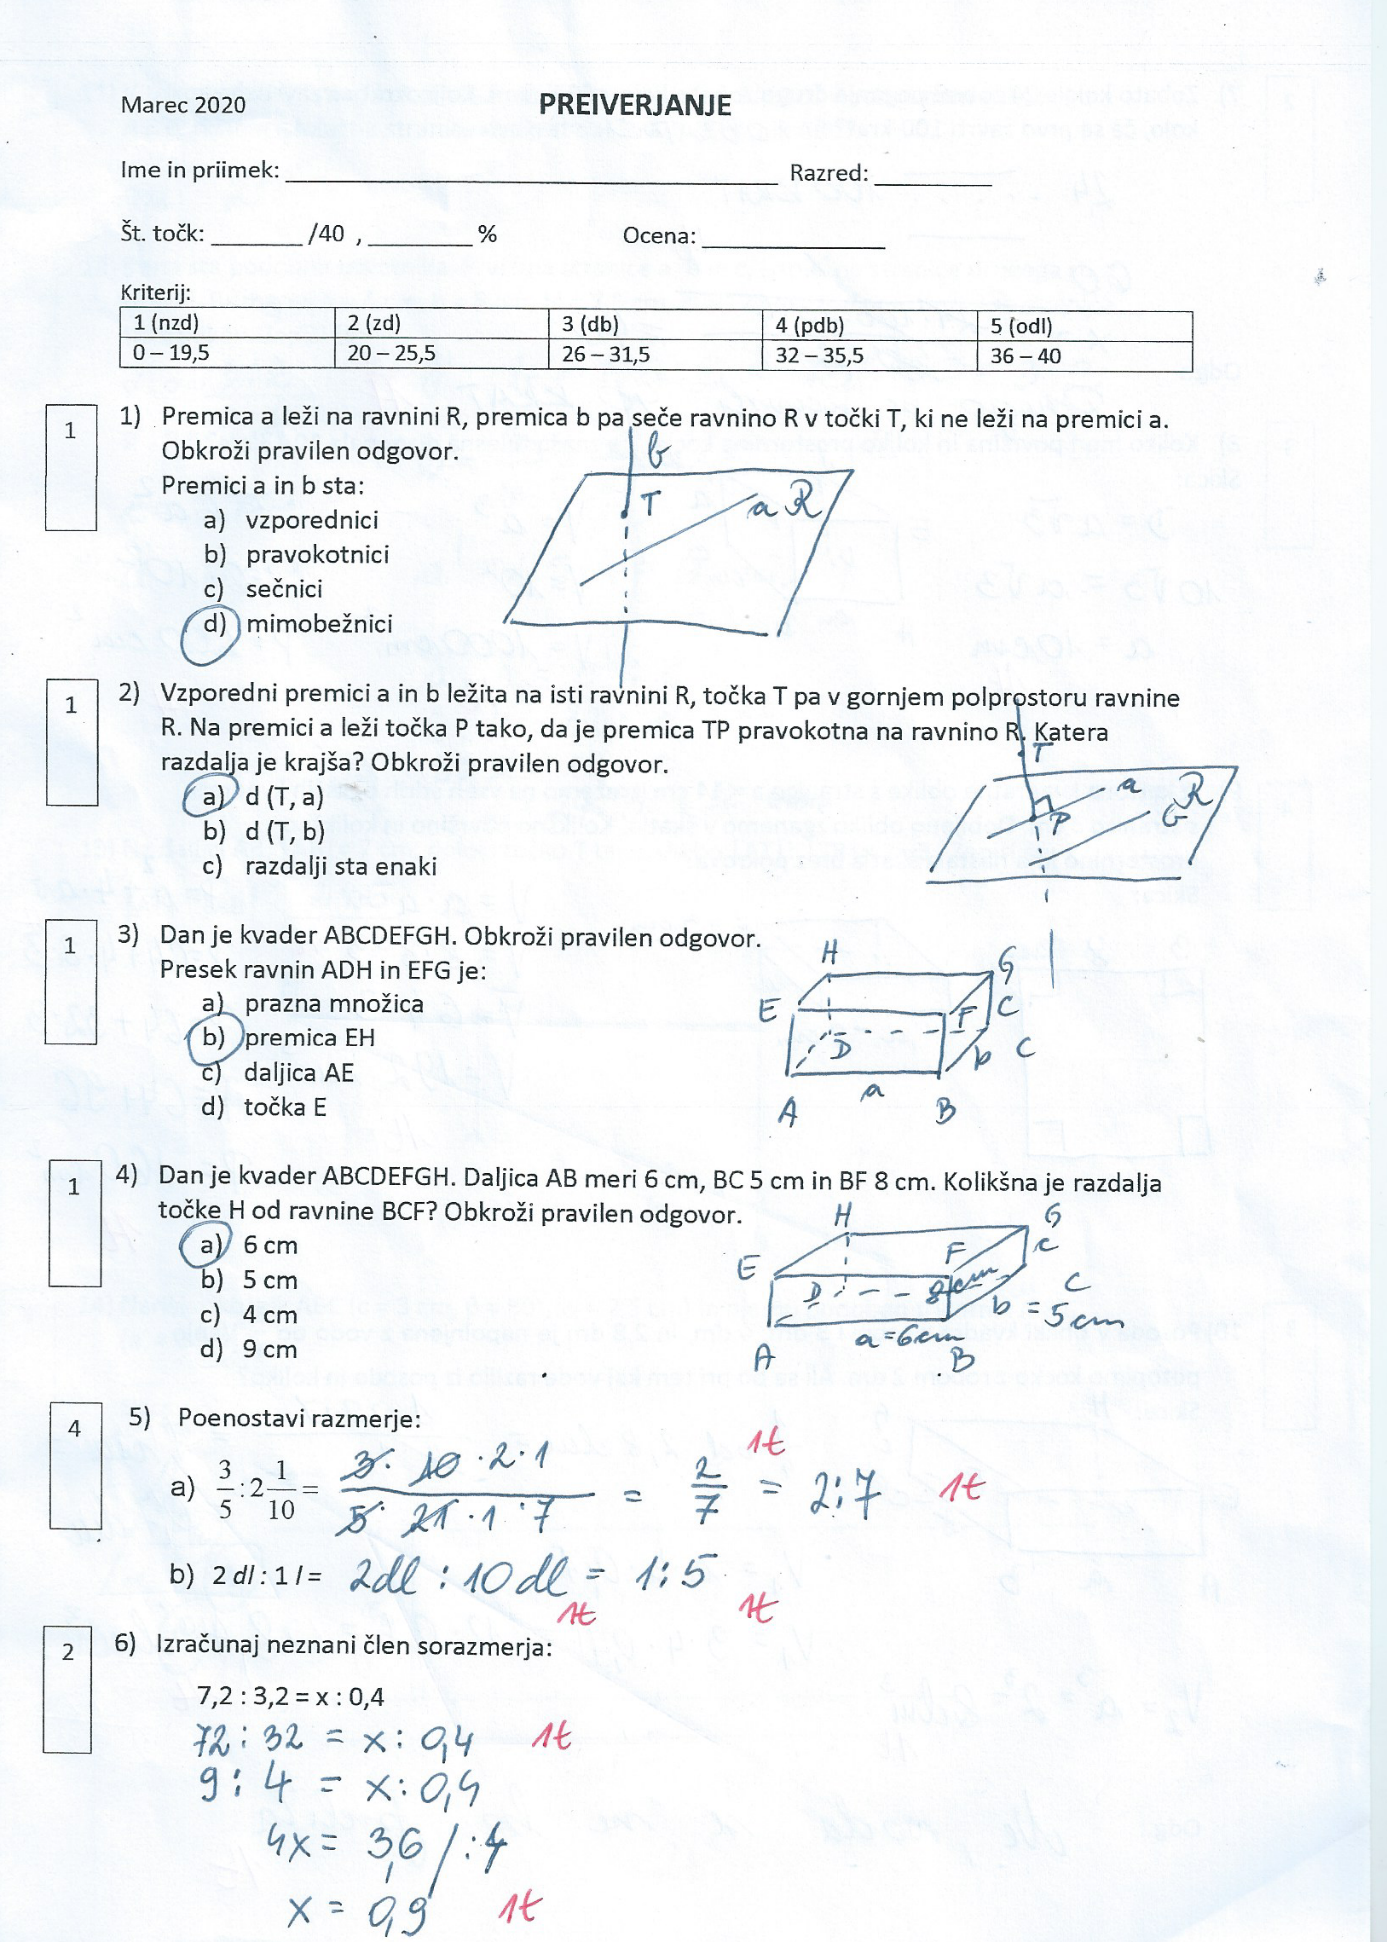 Marec 2020
PREIVERJANJE
Ime in priimek: ____________ Razred: ____________
Št. točk: ________ /40 , ________ % Ocena: ____________
Kriterij:
1 (nzd) 2 (zd) 3 (db) 4 (pdb) 5 (odl)
0 – 19,5 20 – 25,5 26 – 31,5 32 – 35,5 36 – 40
1
1) Premica a leži na ravnini R, premica b pa seče ravnino R v točki T, ki ne leži na premici a.
Obkroži pravilen odgovor.
Premici a in b sta:
a) vzporednici
b) pravokotnici
c) sečnici
d) mimobežnici
b
T
a R
1
2) Vzporedni premici a in b ležita na isti ravnini R, točka T pa v gornjem polprostoru ravnine
R. Na premici a leži točka P tako, da je premica TP pravokotna na ravnino R. Katera
razdalja je krajša? Obkroži pravilen odgovor.
a) d (T, a)
b) d (T, b)
c) razdalji sta enaki
T
a R
P b
1
3) Dan je kvader ABCDEFGH. Obkroži pravilen odgovor.
Presek ravnin ADH in EFG je:
a) prazna množica
b) premica EH
c) daljica AE
d) točka E
H G
E F c
D b C
a
A B
1
4) Dan je kvader ABCDEFGH. Daljica AB meri 6 cm, BC 5 cm in BF 8 cm. Kolikšna je razdalja
točke H od ravnine BCF? Obkroži pravilen odgovor.
a) 6 cm
b) 5 cm
c) 4 cm
d) 9 cm
H G
E F c
D 8cm C
b = 5cm
a=6cm
A B
4
5) Poenostavi razmerje:
a) 3/5 : 2 1/10 = 3 · 10 · 2 · 1 / 5 · 21 · 1 · 7 = 2/7 = 2:7
1t
1t
b) 2 dl : 1 l = 2dl : 10dl = 1:5
1t 1t
2
6) Izračunaj neznani člen sorazmerja:
7,2 : 3,2 = x : 0,4
72 : 32 = x : 0,4 1t
9 : 4 = x : 0,4
4x = 3,6 /:4
x = 0,9 1t